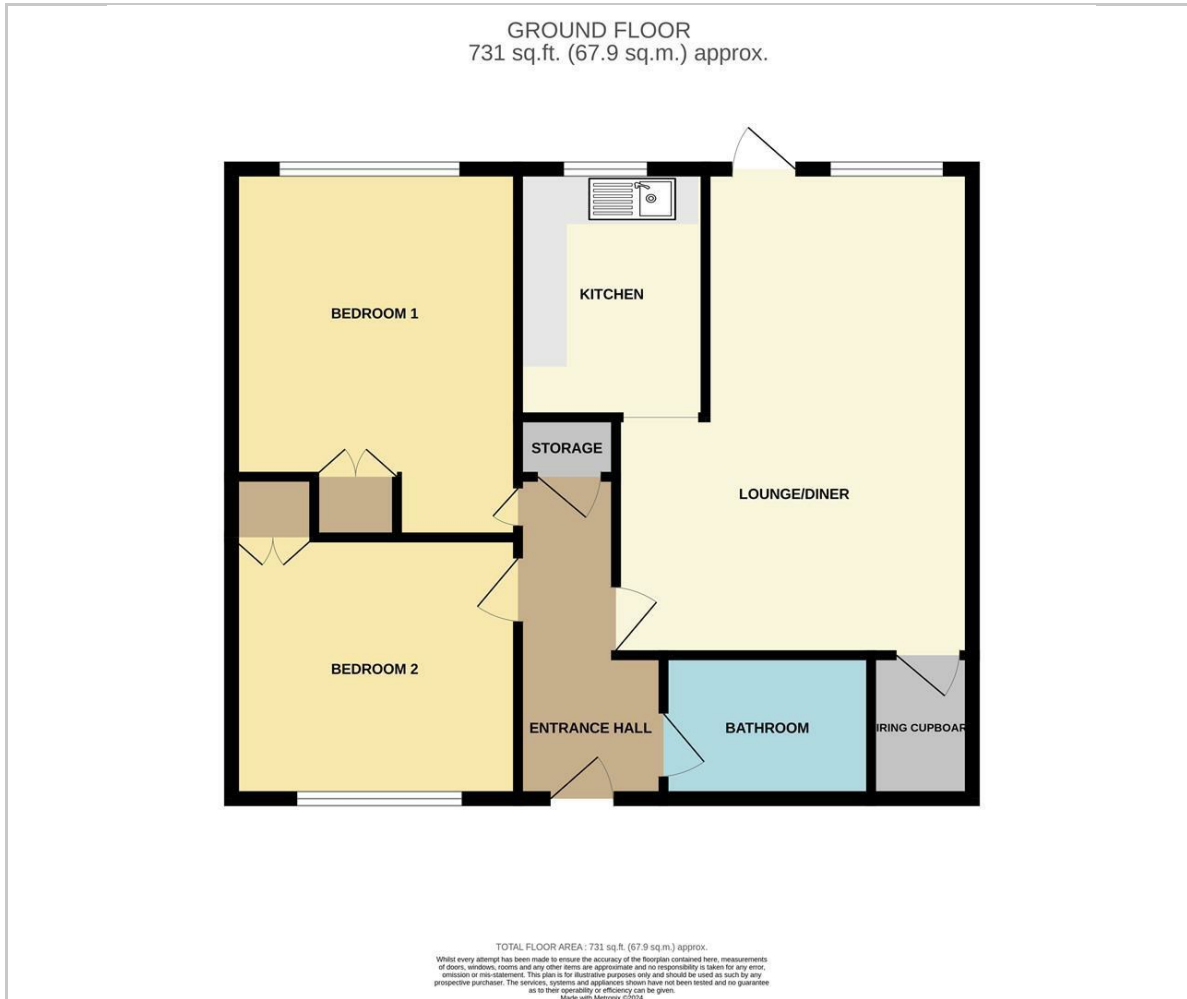 GROUND FLOOR
731 sq.ft. (67.9 sq.m.) approx.
BEDROOM 1
KITCHEN
STORAGE
LOUNGE/DINER
BEDROOM 2
ENTRANCE HALL
BATHROOM
IRING CUPBOAR
TOTAL FLOOR AREA : 731 sq.ft. (67.9 sq.m.) approx.
Whilst every attempt has been made to ensure the accuracy of the floorplan contained here, measurements
of doors, windows, rooms and any other items are approximate and no responsibility is taken for any error,
omission or mis-statement. This plan is for illustrative purposes only and should be used as such by any
prospective purchaser. The services, systems and appliances shown have not been tested and no guarantee
as to their operability or efficiency can be given.
Made with Metropix ©2024